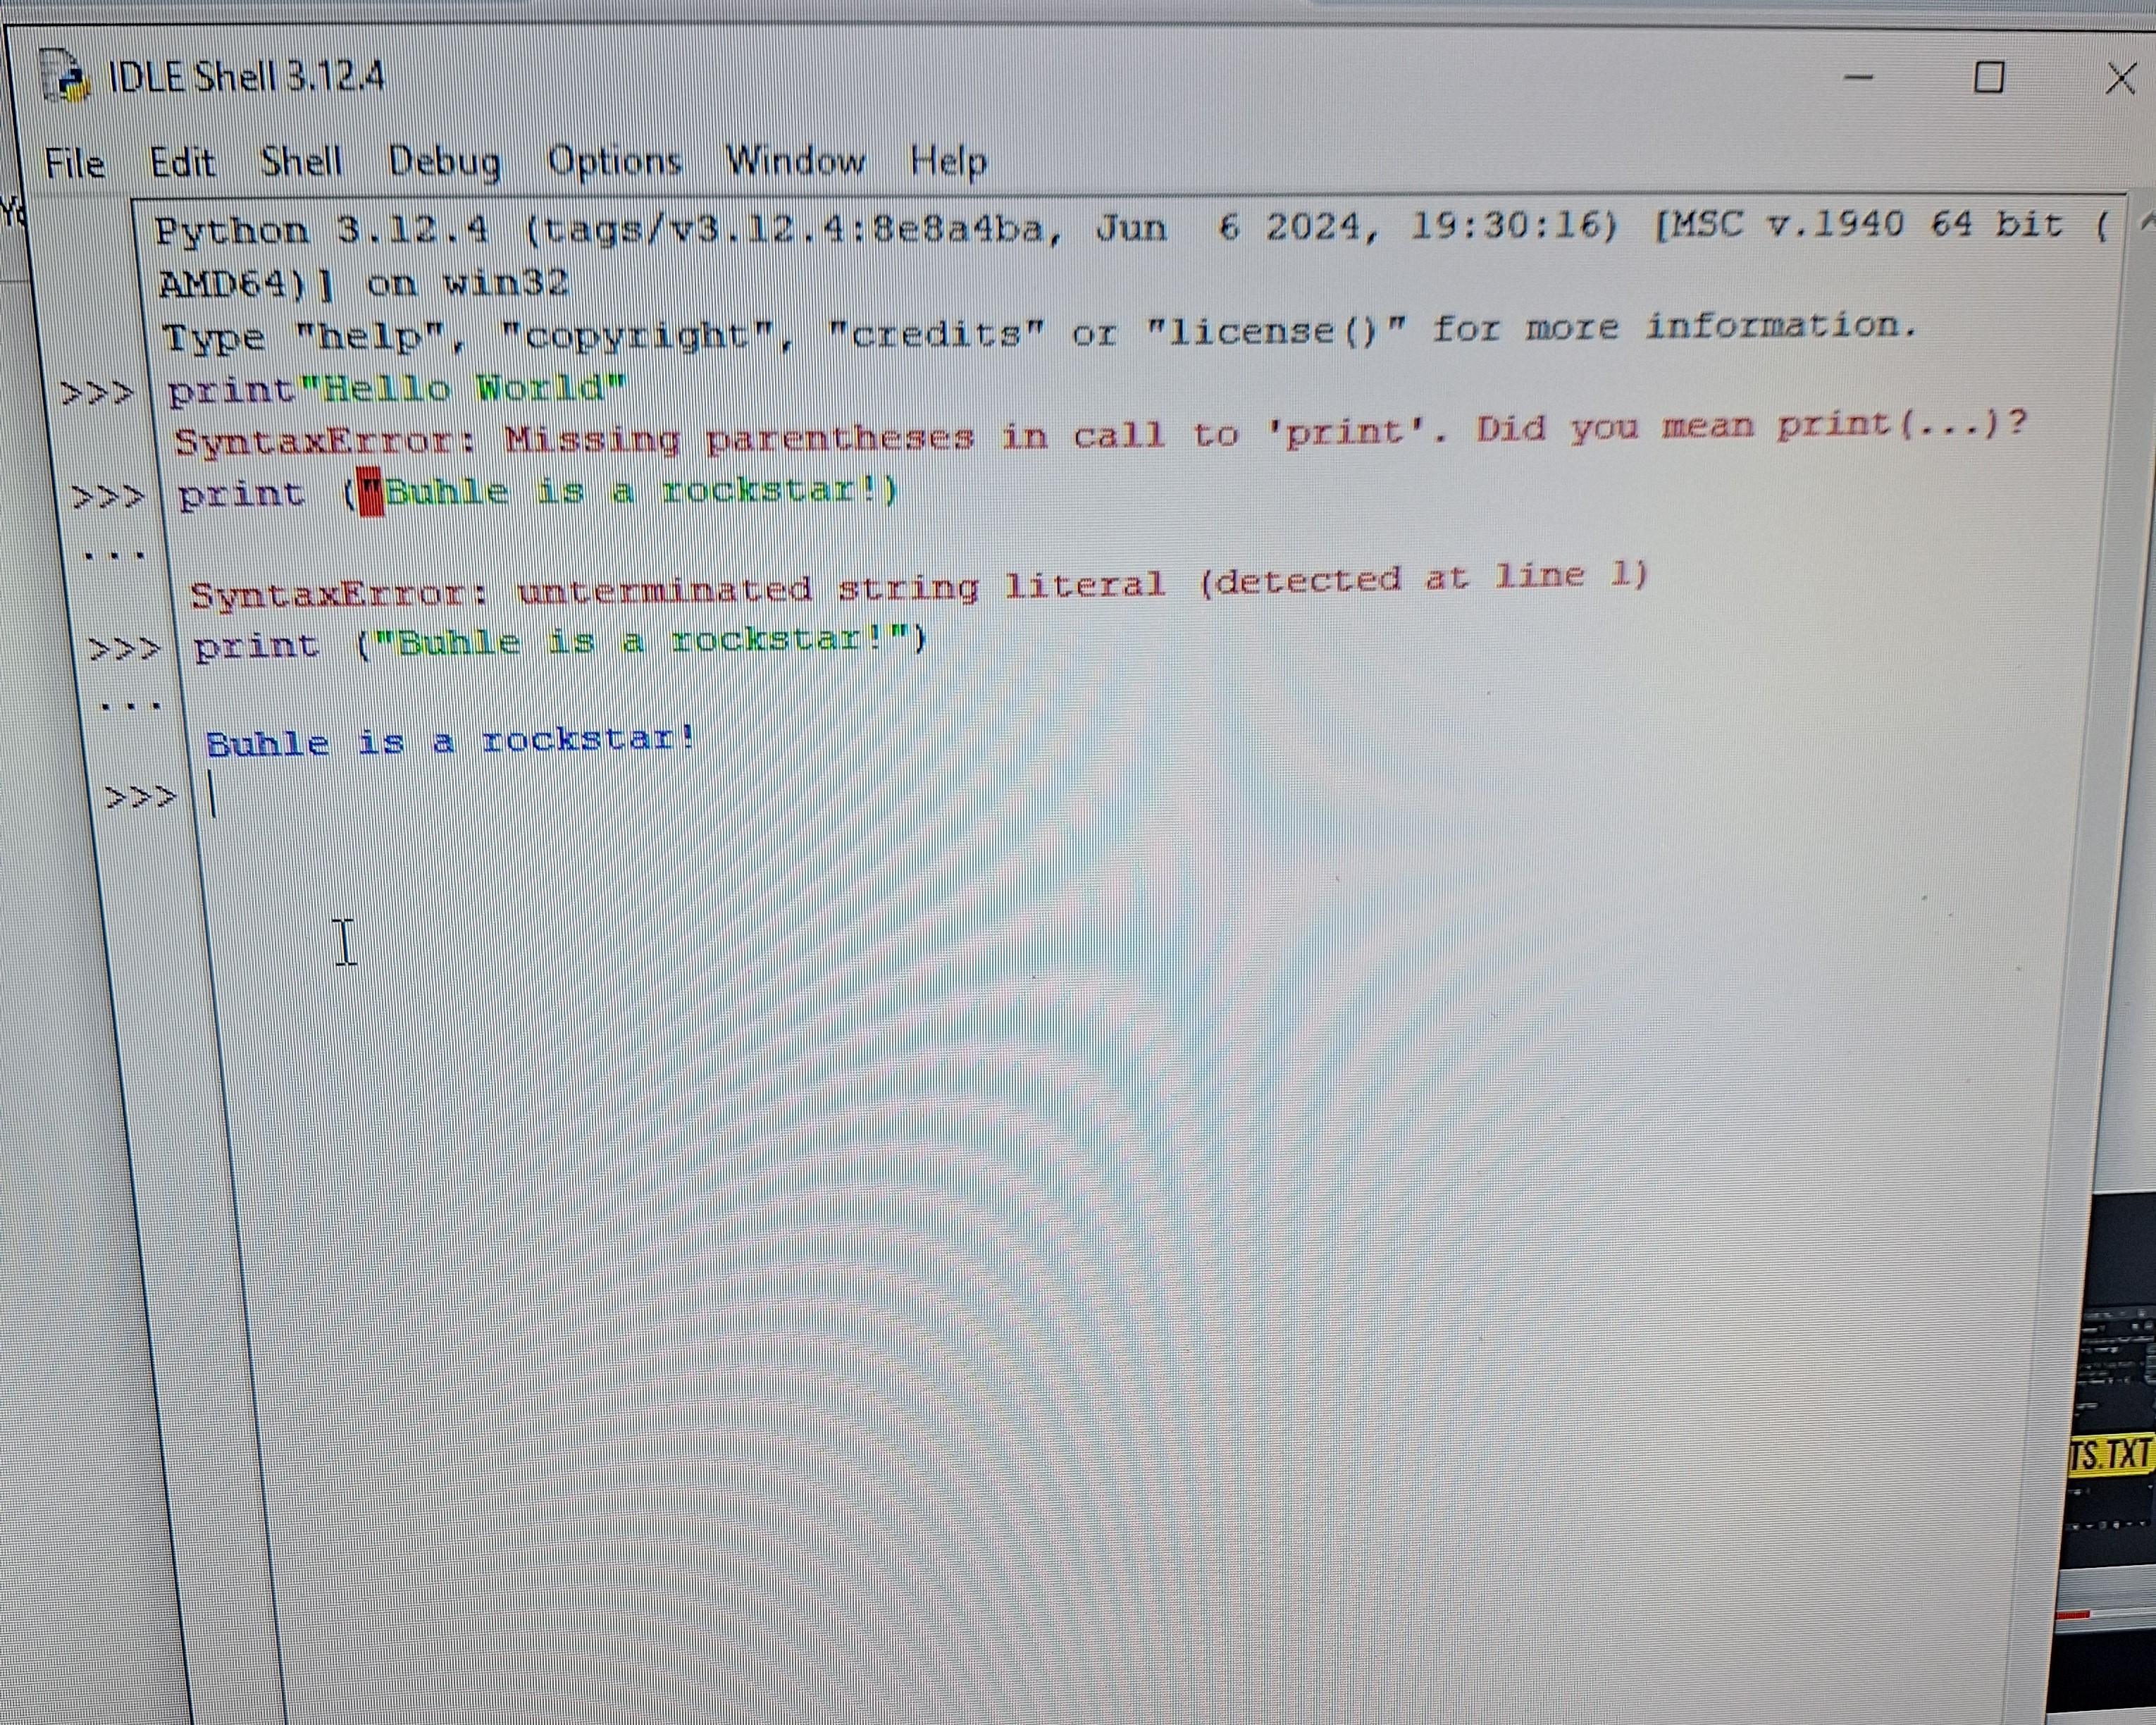 IDLE Shell 3.12.4
File Edit Shell Debug Options Window Help
Python 3.12.4 (tags/v3.12.4:8e8a4ba, Jun  6 2024, 19:30:16) [MSC v.1940 64 bit (
AMD64)] on win32
Type "help", "copyright", "credits" or "license()" for more information.
>>> print"Hello World"
SyntaxError: Missing parentheses in call to 'print'. Did you mean print(...)?
>>> print ("Buhle is a rockstar!)
...
SyntaxError: unterminated string literal (detected at line 1)
>>> print ("Buhle is a rockstar!")
...
Buhle is a rockstar!
>>>
TS.TXT